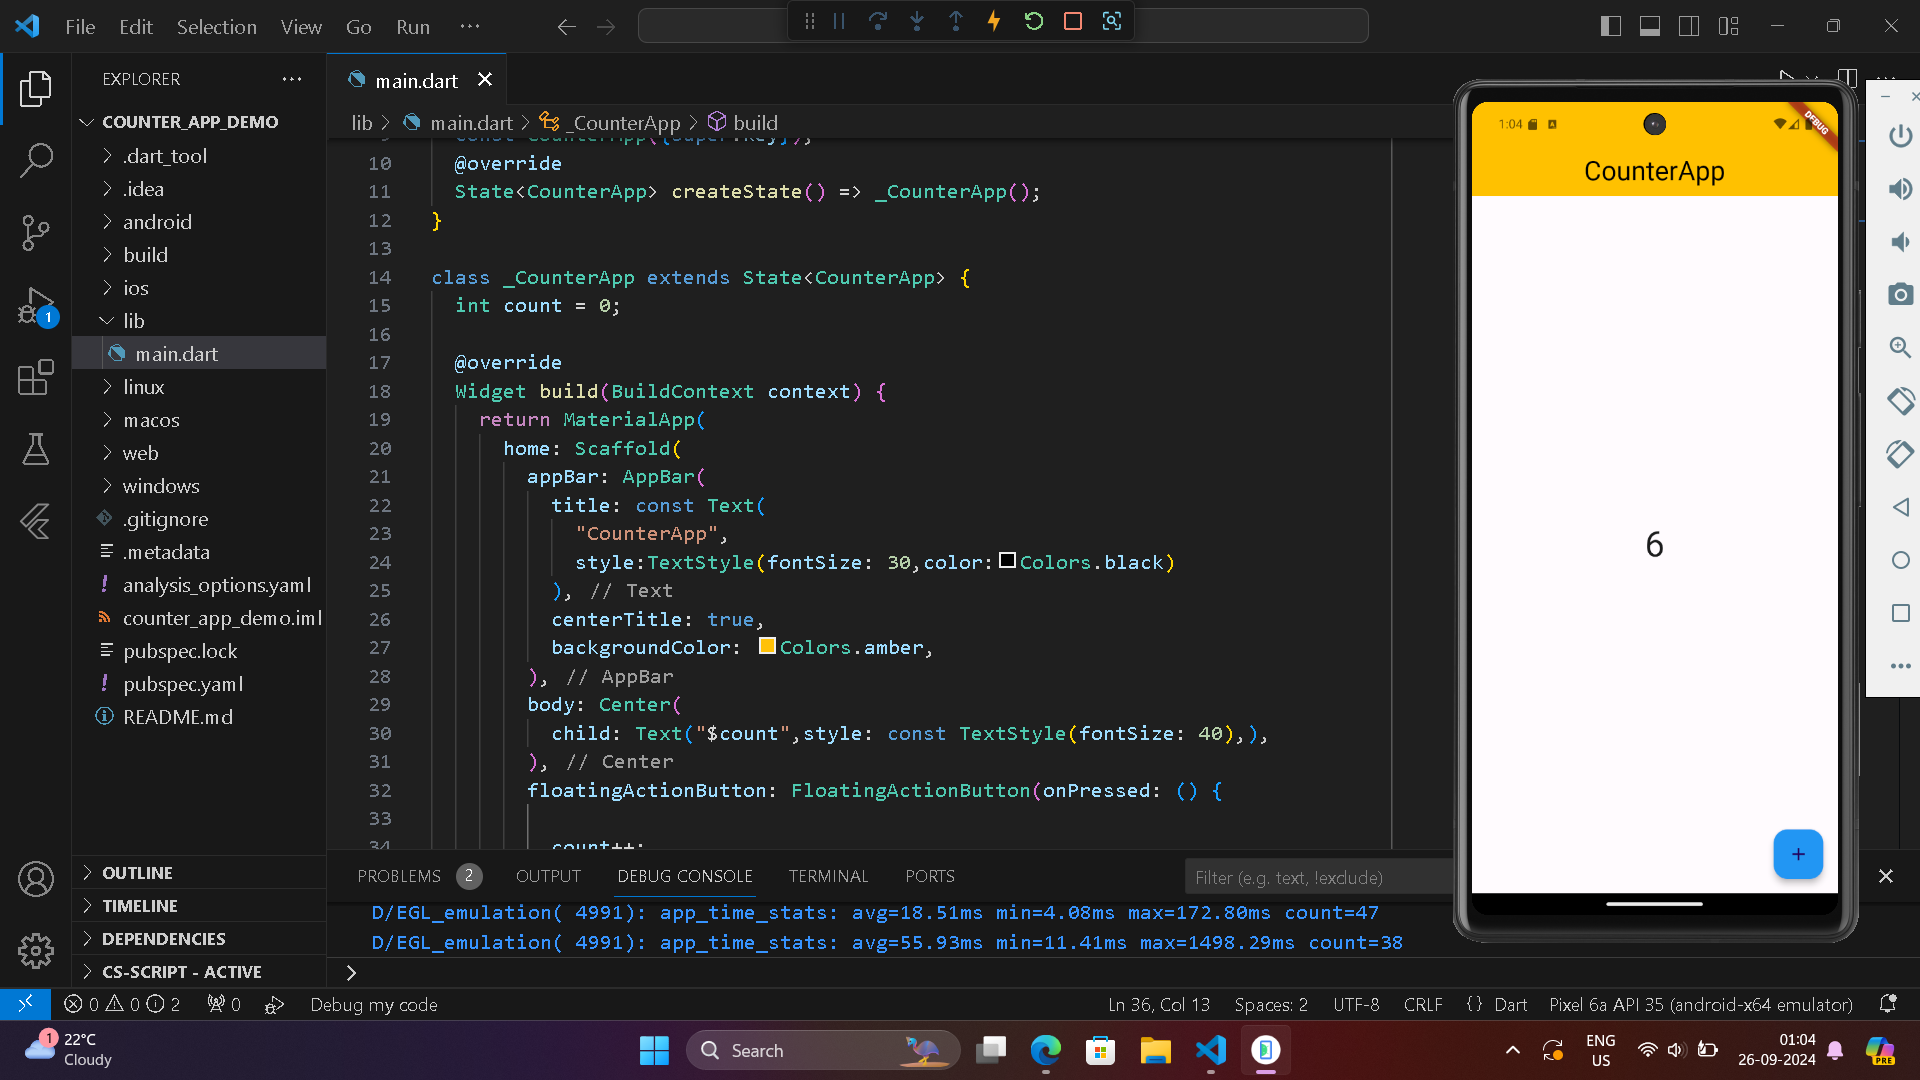 File Edit Selection View Go Run
EXPLORER
COUNTER_APP_DEMO
.dart_tool
.idea
android
build
ios
lib
main.dart
linux
macos
web
windows
.gitignore
.metadata
analysis_options.yaml
counter_app_demo.iml
pubspec.lock
pubspec.yaml
README.md
OUTLINE
TIMELINE
DEPENDENCIES
CS-SCRIPT - ACTIVE
1
main.dart
lib > main.dart > _CounterApp > build
const CounterApp({super.key});
10 @override
11 State<CounterApp> createState() => _CounterApp();
12 }
13
14 class _CounterApp extends State<CounterApp> {
15 int count = 0;
16
17 @override
18 Widget build(BuildContext context) {
19 return MaterialApp(
20 home: Scaffold(
21 appBar: AppBar(
22 title: const Text(
23 "CounterApp",
24 style:TextStyle(fontSize: 30,color:Colors.black)
25 ), // Text
26 centerTitle: true,
27 backgroundColor: Colors.amber,
28 ), // AppBar
29 body: Center(
30 child: Text("$count",style: const TextStyle(fontSize: 40),),
31 ), // Center
32 floatingActionButton: FloatingActionButton(onPressed: () {
33
34 count++;
PROBLEMS 2 OUTPUT DEBUG CONSOLE TERMINAL PORTS
Filter (e.g. text, !exclude)
D/EGL_emulation( 4991): app_time_stats: avg=18.51ms min=4.08ms max=172.80ms count=47
D/EGL_emulation( 4991): app_time_stats: avg=55.93ms min=11.41ms max=1498.29ms count=38
>
1:04
DEBUG
CounterApp
6
+
0 0 2 0 Debug my code
Ln 36, Col 13 Spaces: 2 UTF-8 CRLF {} Dart Pixel 6a API 35 (android-x64 emulator)
1
22°C
Cloudy
Search
PRE
ENG
US
01:04
26-09-2024